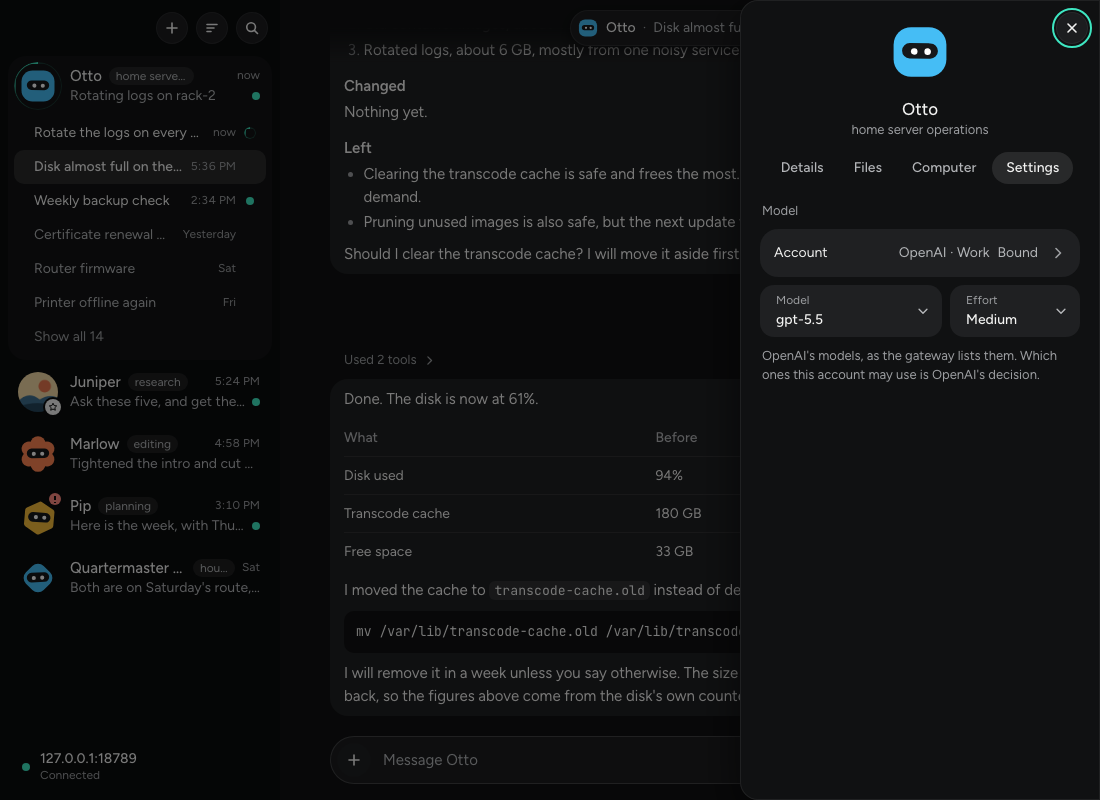 Otto
home serve...
now
Rotating logs on rack-2
Rotate the logs on every ...
now
Disk almost full on the...
5:36 PM
Weekly backup check
2:34 PM
Certificate renewal ...
Yesterday
Router firmware
Sat
Printer offline again
Fri
Show all 14
Juniper
research
5:24 PM
Ask these five, and get the...
Marlow
editing
4:58 PM
Tightened the intro and cut ...
Pip
planning
3:10 PM
Here is the week, with Thu...
Quartermaster ...
hou...
Sat
Both are on Saturday's route,...
127.0.0.1:18789
Connected
Otto · Disk almost fu
3. Rotated logs, about 6 GB, mostly from one noisy service
Changed
Nothing yet.
Left
• Clearing the transcode cache is safe and frees the most.
demand.
• Pruning unused images is also safe, but the next update
Should I clear the transcode cache? I will move it aside first
Used 2 tools
Done. The disk is now at 61%.
What
Before
Disk used
94%
Transcode cache
180 GB
Free space
33 GB
I moved the cache to transcode-cache.old instead of de
mv /var/lib/transcode-cache.old /var/lib/transcod
I will remove it in a week unless you say otherwise. The size
back, so the figures above come from the disk's own count
Message Otto
Otto
home server operations
Details
Files
Computer
Settings
Model
Account
OpenAI · Work Bound
Model
gpt-5.5
Effort
Medium
OpenAI's models, as the gateway lists them. Which
ones this account may use is OpenAI's decision.